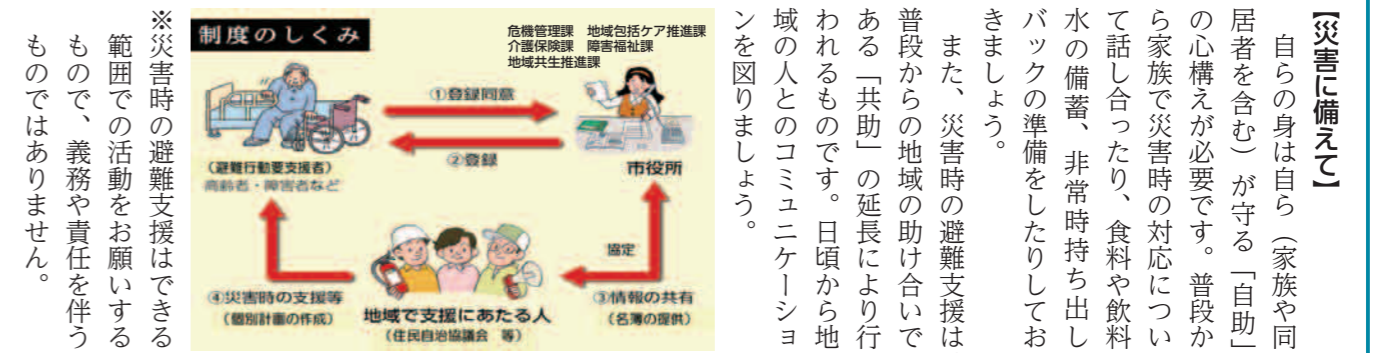 【災害に備えて】
自らの身は自ら（家族や同
居者を含む）が守る「自助」
の心構えが必要です。普段か
ら家族で災害時の対応につい
て話し合ったり、食料や飲料
水の備蓄、非常時持ち出し
バックの準備をしたりしてお
きましょう。
また、災害時の避難支援は
普段からの地域の助け合いで
ある「共助」の延長により行
われるものです。日頃から地
域の人とのコミュニケーショ
ンを図りましょう。
制度のしくみ
危機管理課　地域包括ケア推進課
介護保険課　障害福祉課
地域共生推進課
①登録同意
②登録
（避難行動要支援者）
高齢者・障害者など
市役所
協定
③情報の共有
（名簿の提供）
地域で支援にあたる人
（住民自治協議会　等）
④災害時の支援等
（個別計画の作成）
※災害時の避難支援はできる
範囲での活動をお願いする
もので、義務や責任を伴う
ものではありません。